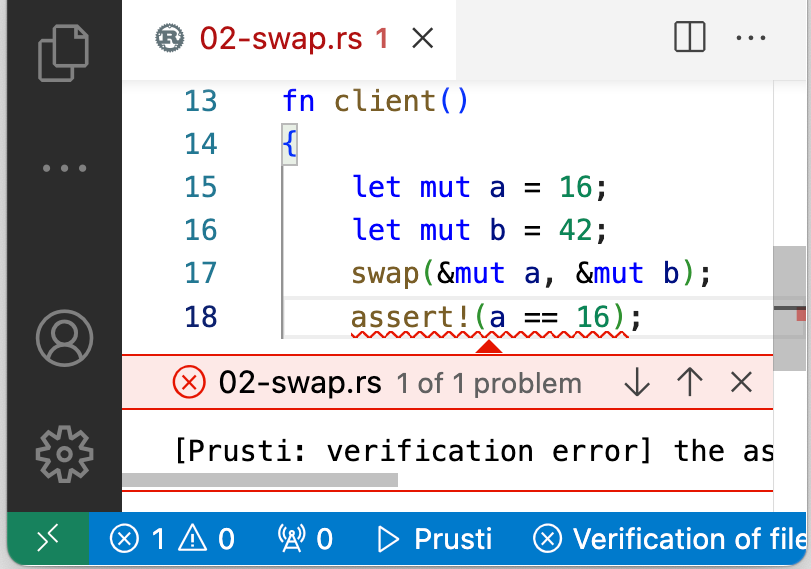 02-swap.rs 1
13 fn client()
14 {
15 let mut a = 16;
16 let mut b = 42;
17 swap(&mut a, &mut b);
18 assert!(a == 16);
02-swap.rs 1 of 1 problem
[Prusti: verification error] the as
1 0 0 Prusti Verification of file